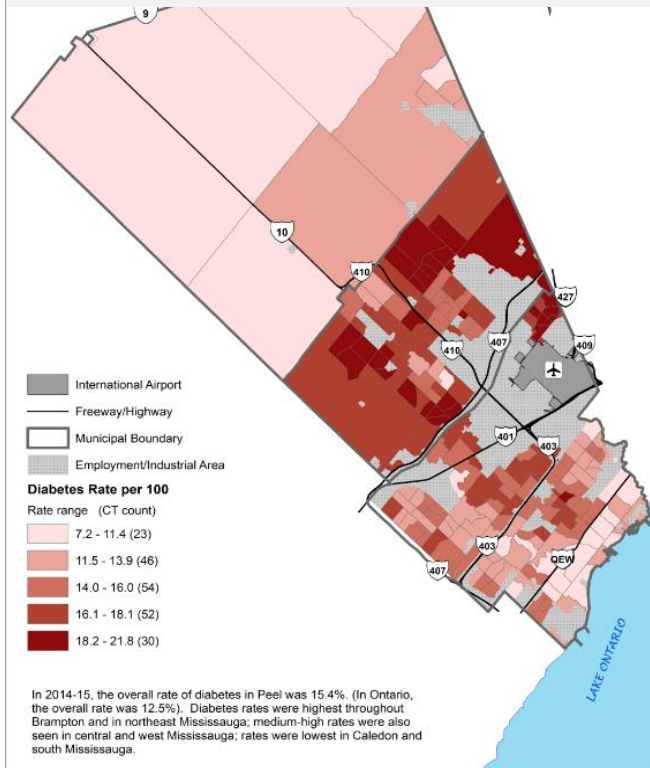 9
10
410
427
407
409
410
401
403
403
QEW
407
LAKE ONTARIO
International Airport
Freeway/Highway
Municipal Boundary
Employment/Industrial Area
Diabetes Rate per 100
Rate range (CT count)
7.2 - 11.4 (23)
11.5 - 13.9 (46)
14.0 - 16.0 (54)
16.1 - 18.1 (52)
18.2 - 21.8 (30)
In 2014-15, the overall rate of diabetes in Peel was 15.4%. (In Ontario,
the overall rate was 12.5%). Diabetes rates were highest throughout
Brampton and in northeast Mississauga; medium-high rates were also
seen in central and west Mississauga; rates were lowest in Caledon and
south Mississauga.